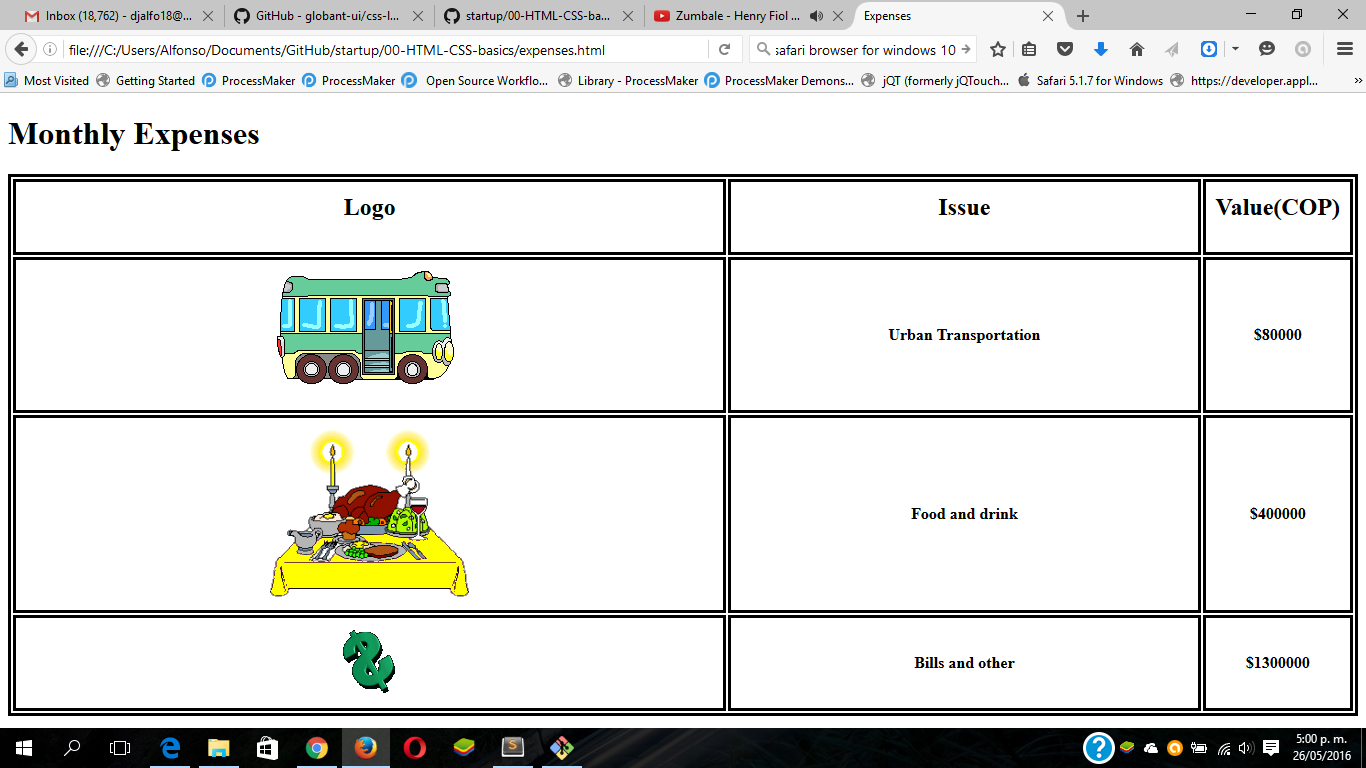 Inbox (18,762) - djalfo18@...
GitHub - globant-ui/css-l...
startup/00-HTML-CSS-ba...
Zumbale - Henry Fiol ...
Expenses
file:///C:/Users/Alfonso/Documents/GitHub/startup/00-HTML-CSS-basics/expenses.html
safari browser for windows 10
Most Visited
Getting Started
ProcessMaker
ProcessMaker
Open Source Workflo...
Library - ProcessMaker
ProcessMaker Demons...
jQT (formerly jQTouch...
Safari 5.1.7 for Windows
https://developer.appl...
Monthly Expenses
Logo
Issue
Value(COP)
Urban Transportation
$80000
Food and drink
$400000
Bills and other
$1300000
5:00 p. m.
26/05/2016